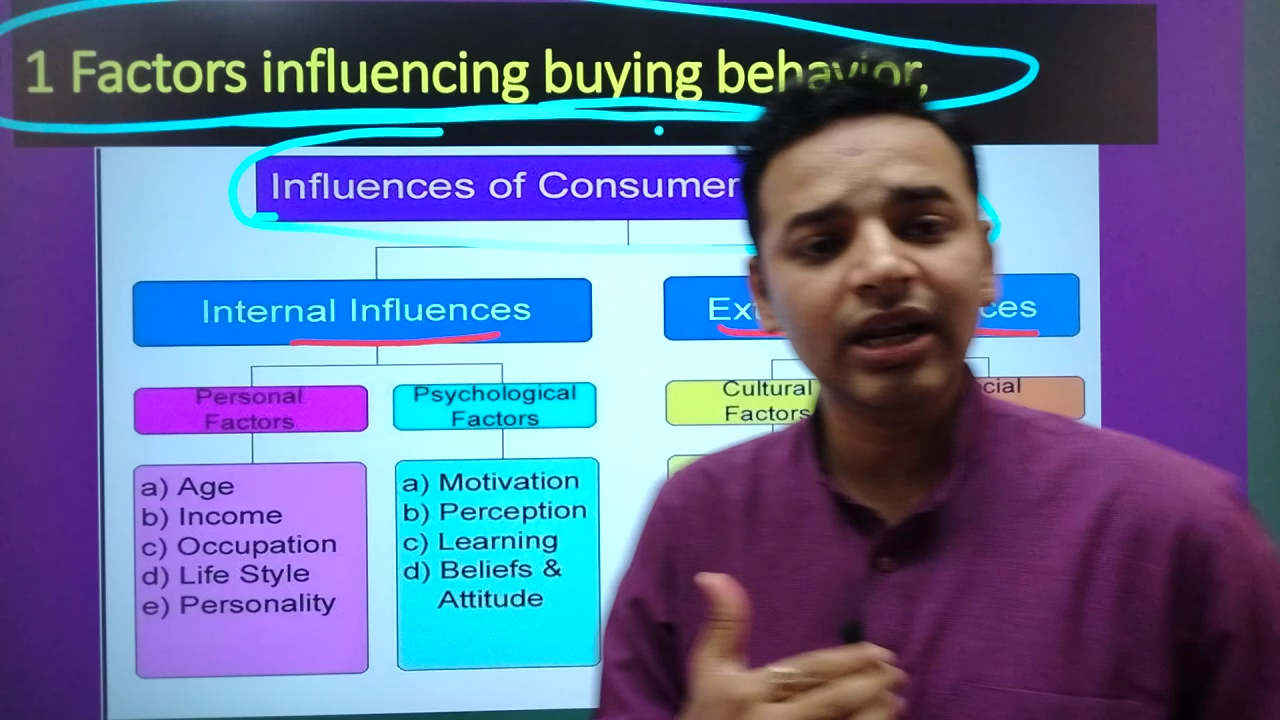 1 Factors influencing buying behavior,
Influences of Consumer
Internal Influences
Personal
Factors
Psychological
Factors
Cultural
Factors
a) Age
b) Income
c) Occupation
d) Life Style
e) Personality
a) Motivation
b) Perception
c) Learning
d) Beliefs &
Attitude